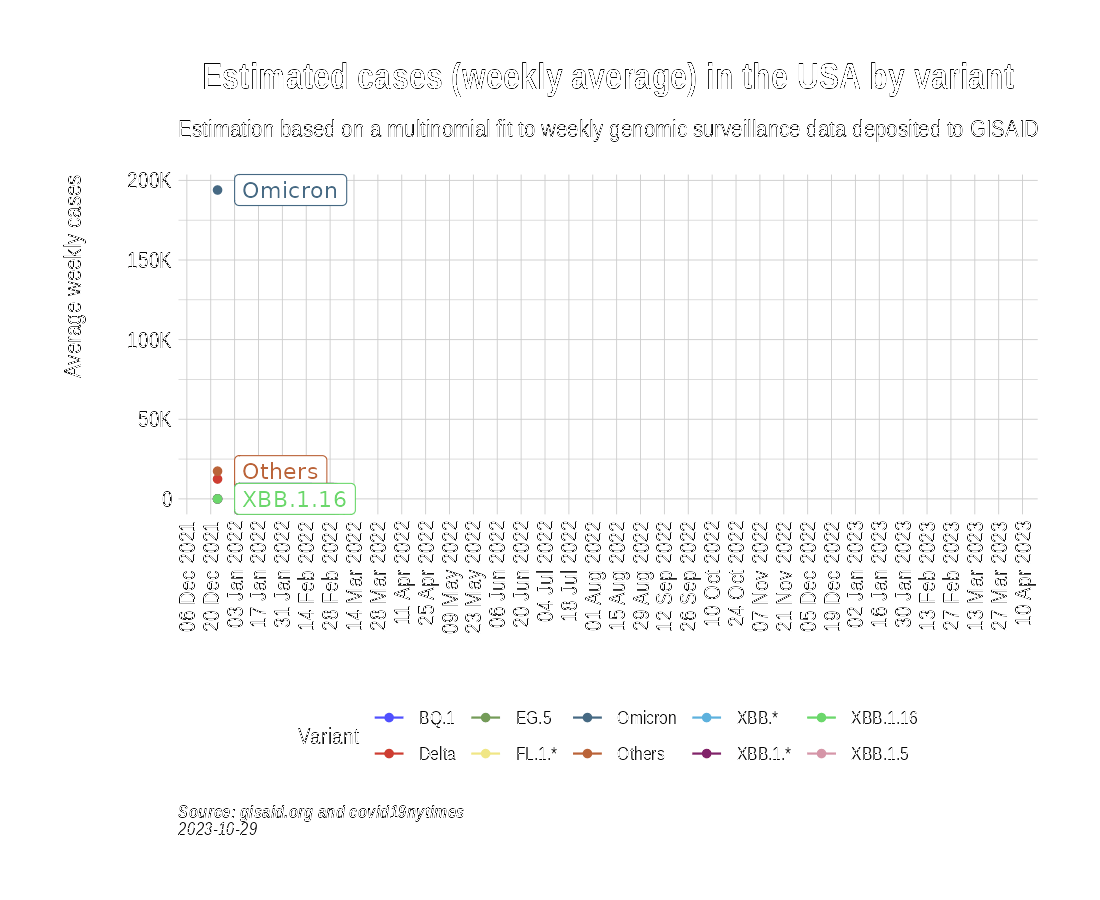 Estimated cases (weekly average) in the USA by variant
Estimation based on a multinomial fit to weekly genomic surveillance data deposited to GISAID
Average weekly cases
200K
150K
100K
50K
0
Omicron
Others
XBB.1.16
06 Dec 2021
20 Dec 2021
03 Jan 2022
17 Jan 2022
31 Jan 2022
14 Feb 2022
28 Feb 2022
14 Mar 2022
28 Mar 2022
11 Apr 2022
25 Apr 2022
09 May 2022
23 May 2022
06 Jun 2022
20 Jun 2022
04 Jul 2022
18 Jul 2022
01 Aug 2022
15 Aug 2022
29 Aug 2022
12 Sep 2022
26 Sep 2022
10 Oct 2022
24 Oct 2022
07 Nov 2022
21 Nov 2022
05 Dec 2022
19 Dec 2022
02 Jan 2023
16 Jan 2023
30 Jan 2023
13 Feb 2023
27 Feb 2023
13 Mar 2023
27 Mar 2023
10 Apr 2023
Variant
BQ.1 EG.5 Omicron XBB.* XBB.1.16
Delta FL.1.* Others XBB.1.* XBB.1.5
Source: gisaid.org and covid19nytimes
2023-10-29